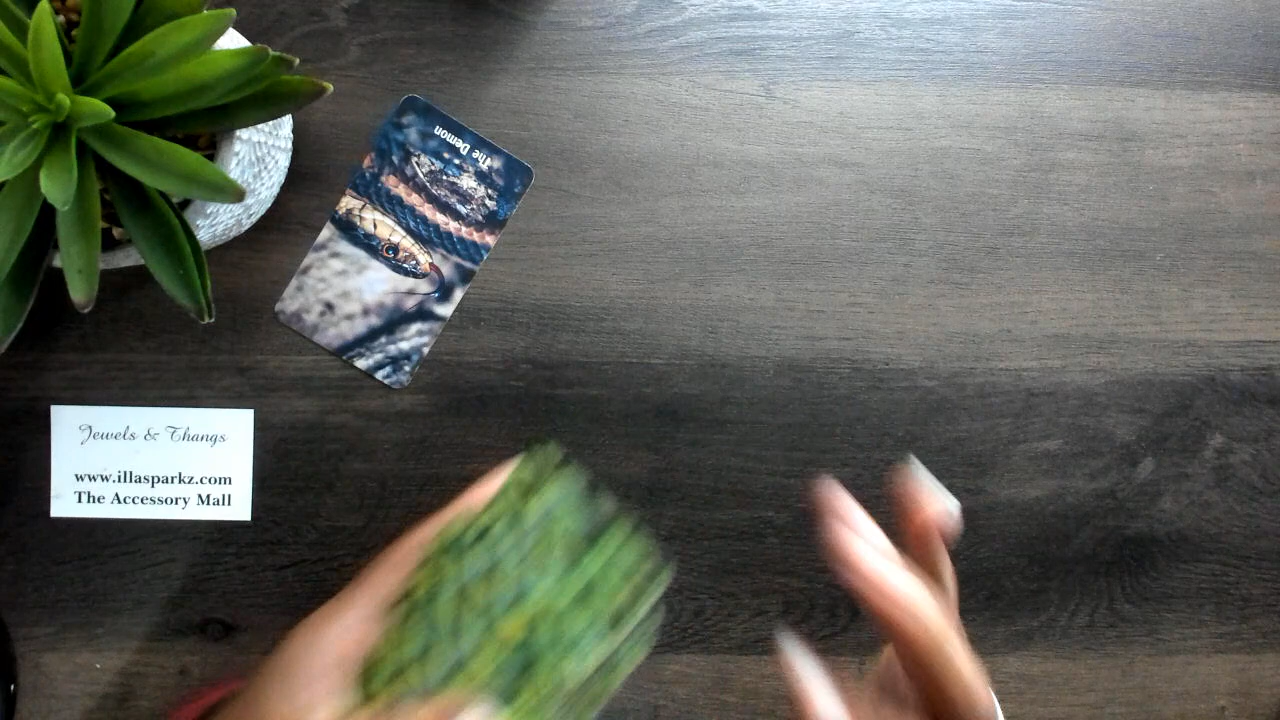 The Demon
Jewels & Thangs
www.illasparkz.com
The Accessory Mall